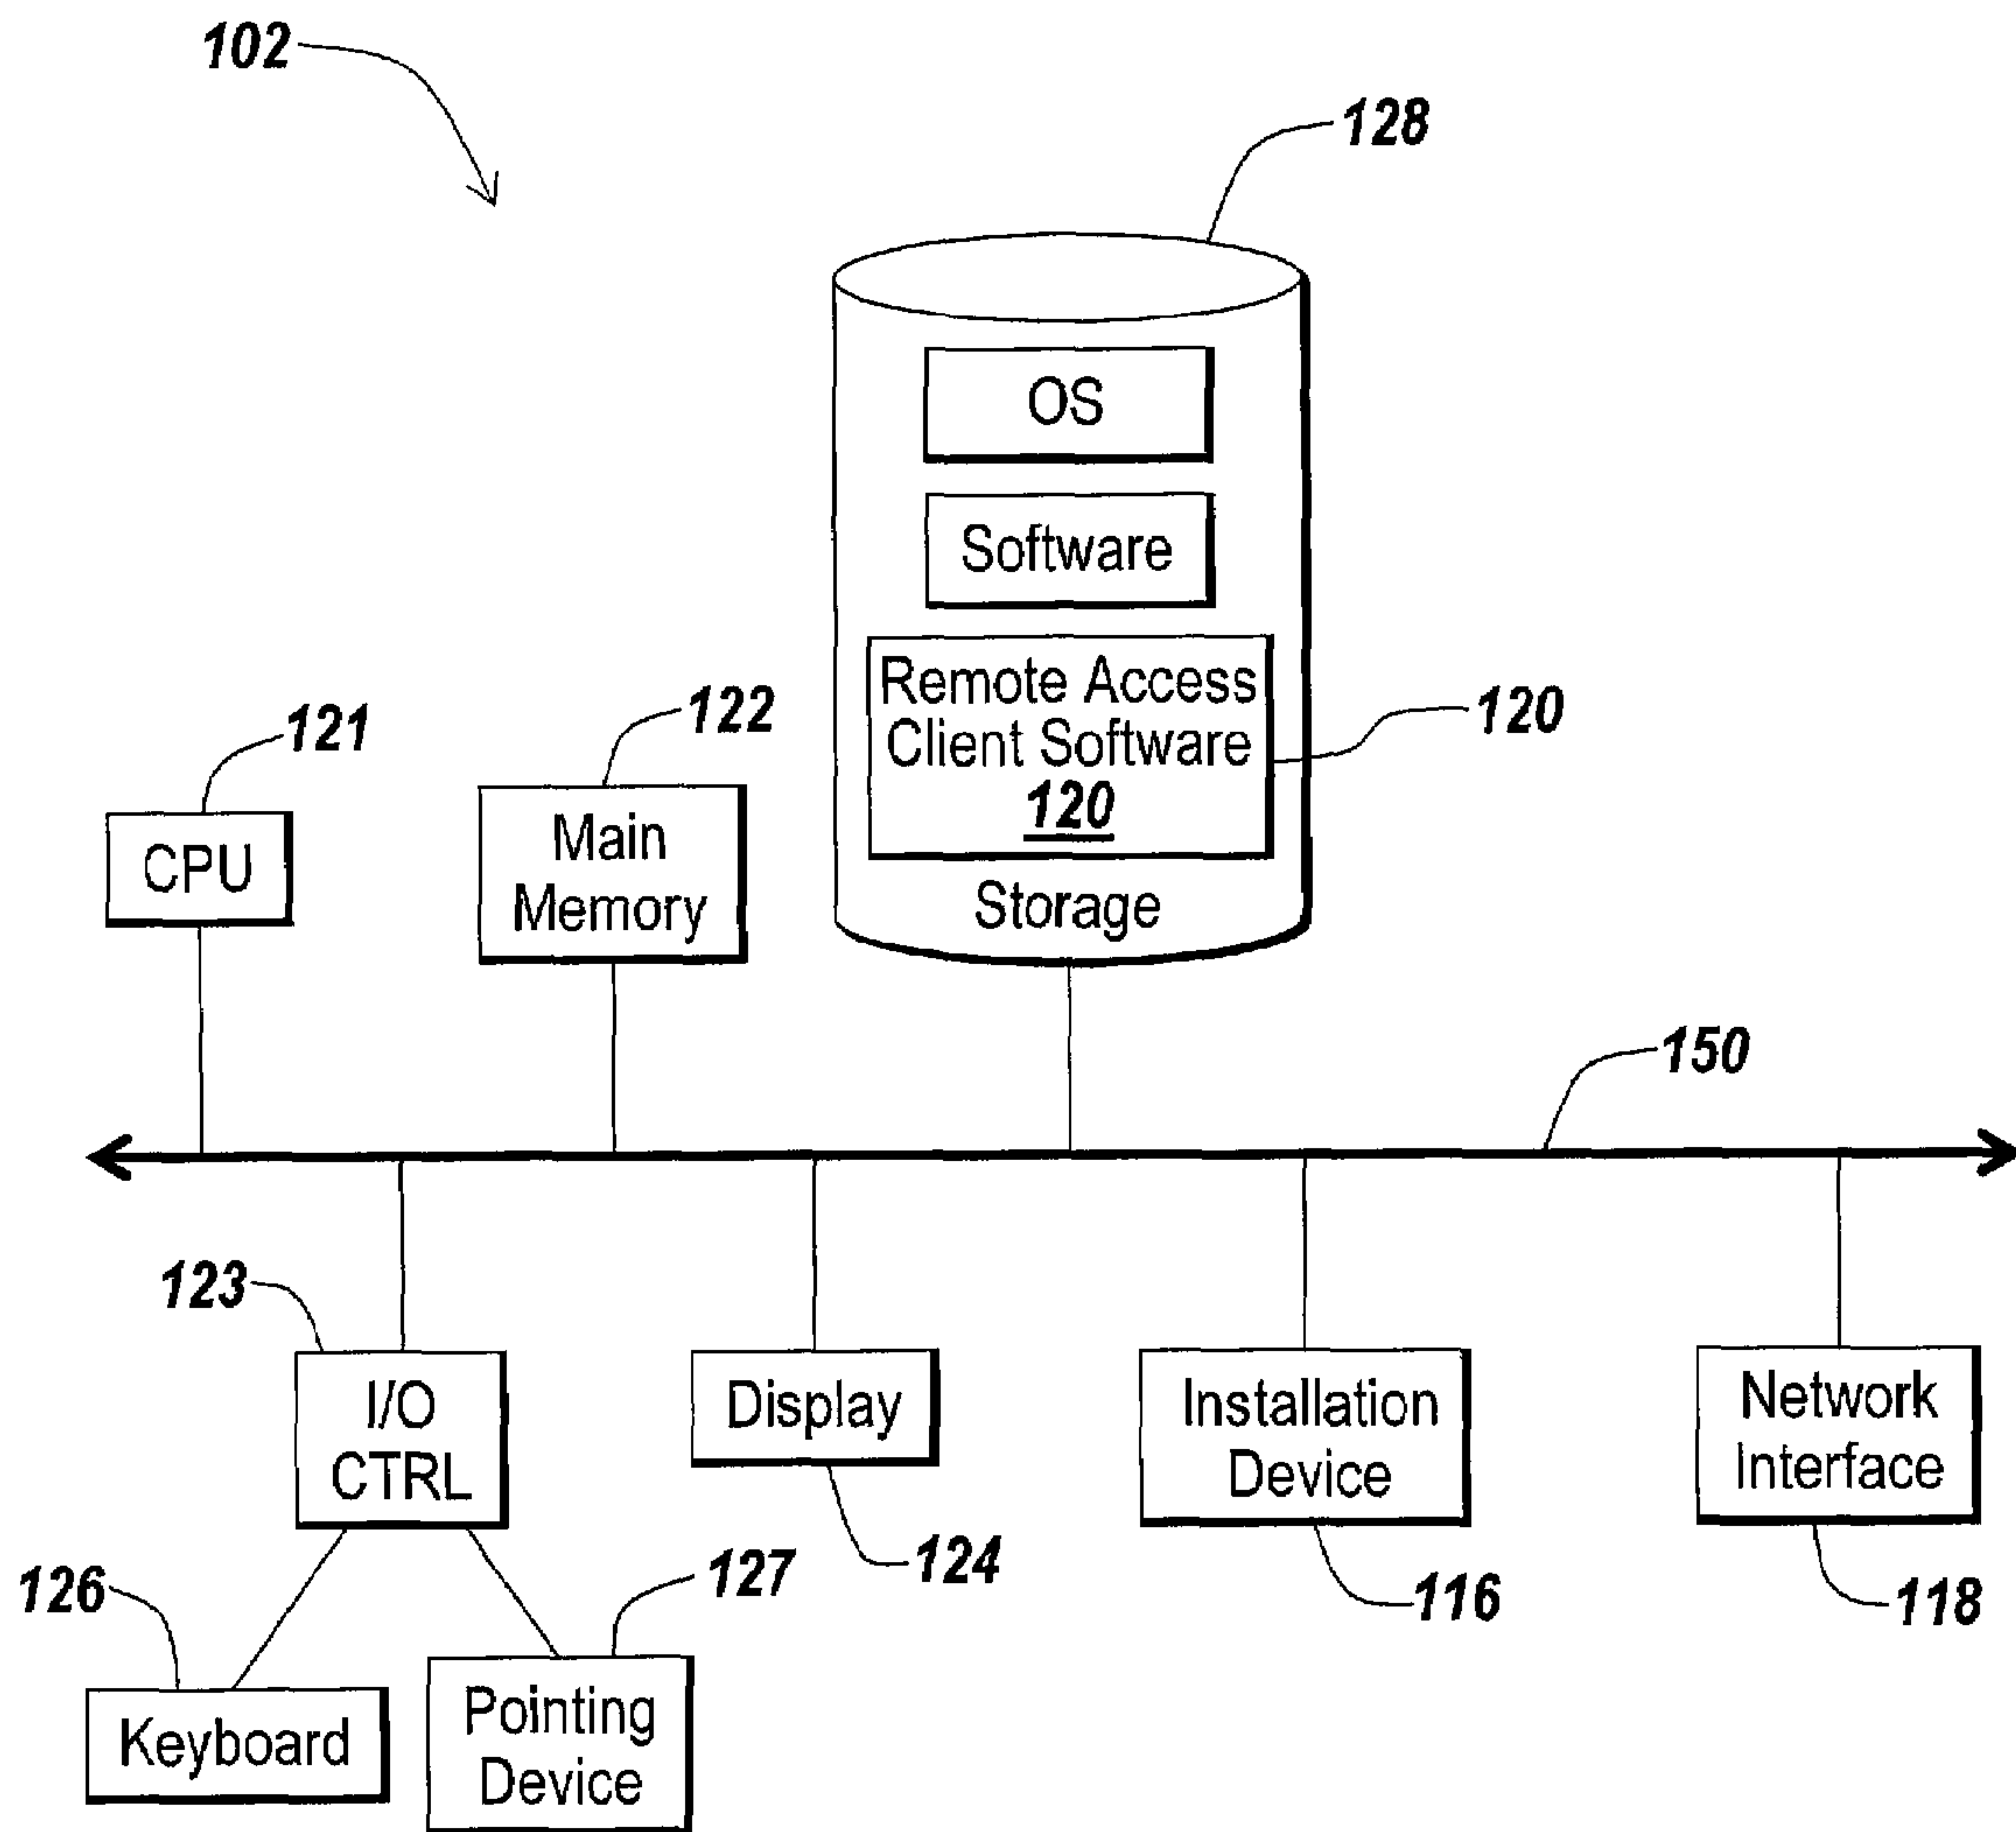 102
128
OS
Software
Remote Access
Client Software
120
120
Storage
121
CPU
122
Main
Memory
150
123
I/O
CTRL
Display
124
Installation
Device
116
Network
Interface
118
126
Keyboard
127
Pointing
Device